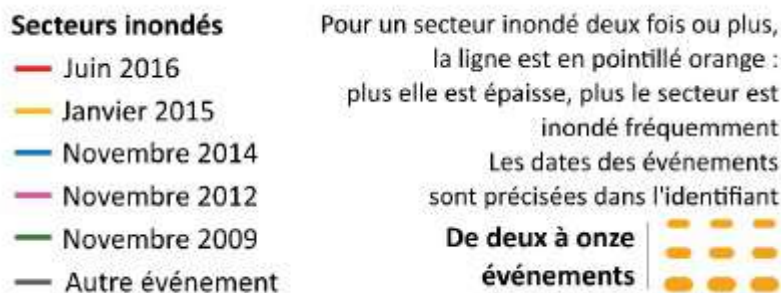 Secteurs inondés
Juin 2016
Janvier 2015
Novembre 2014
Novembre 2012
Novembre 2009
Autre événement
Pour un secteur inondé deux fois ou plus,
la ligne est en pointillé orange :
plus elle est épaisse, plus le secteur est
inondé fréquemment
Les dates des événements
sont précisées dans l'identifiant
De deux à onze
événements